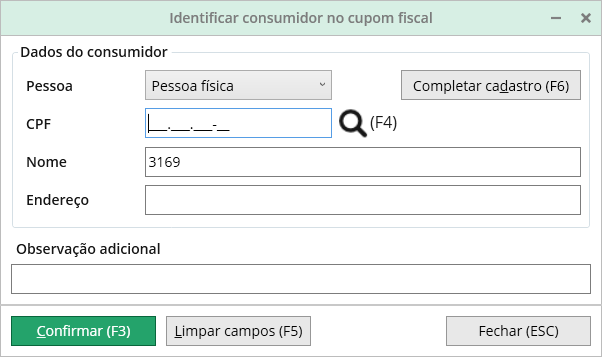 Identificar consumidor no cupom fiscal
Dados do consumidor
Pessoa Pessoa física Completar cadastro (F6)
CPF ___.___.___-__ (F4)
Nome 3169
Endereço
Observação adicional
Confirmar (F3) Limpar campos (F5) Fechar (ESC)